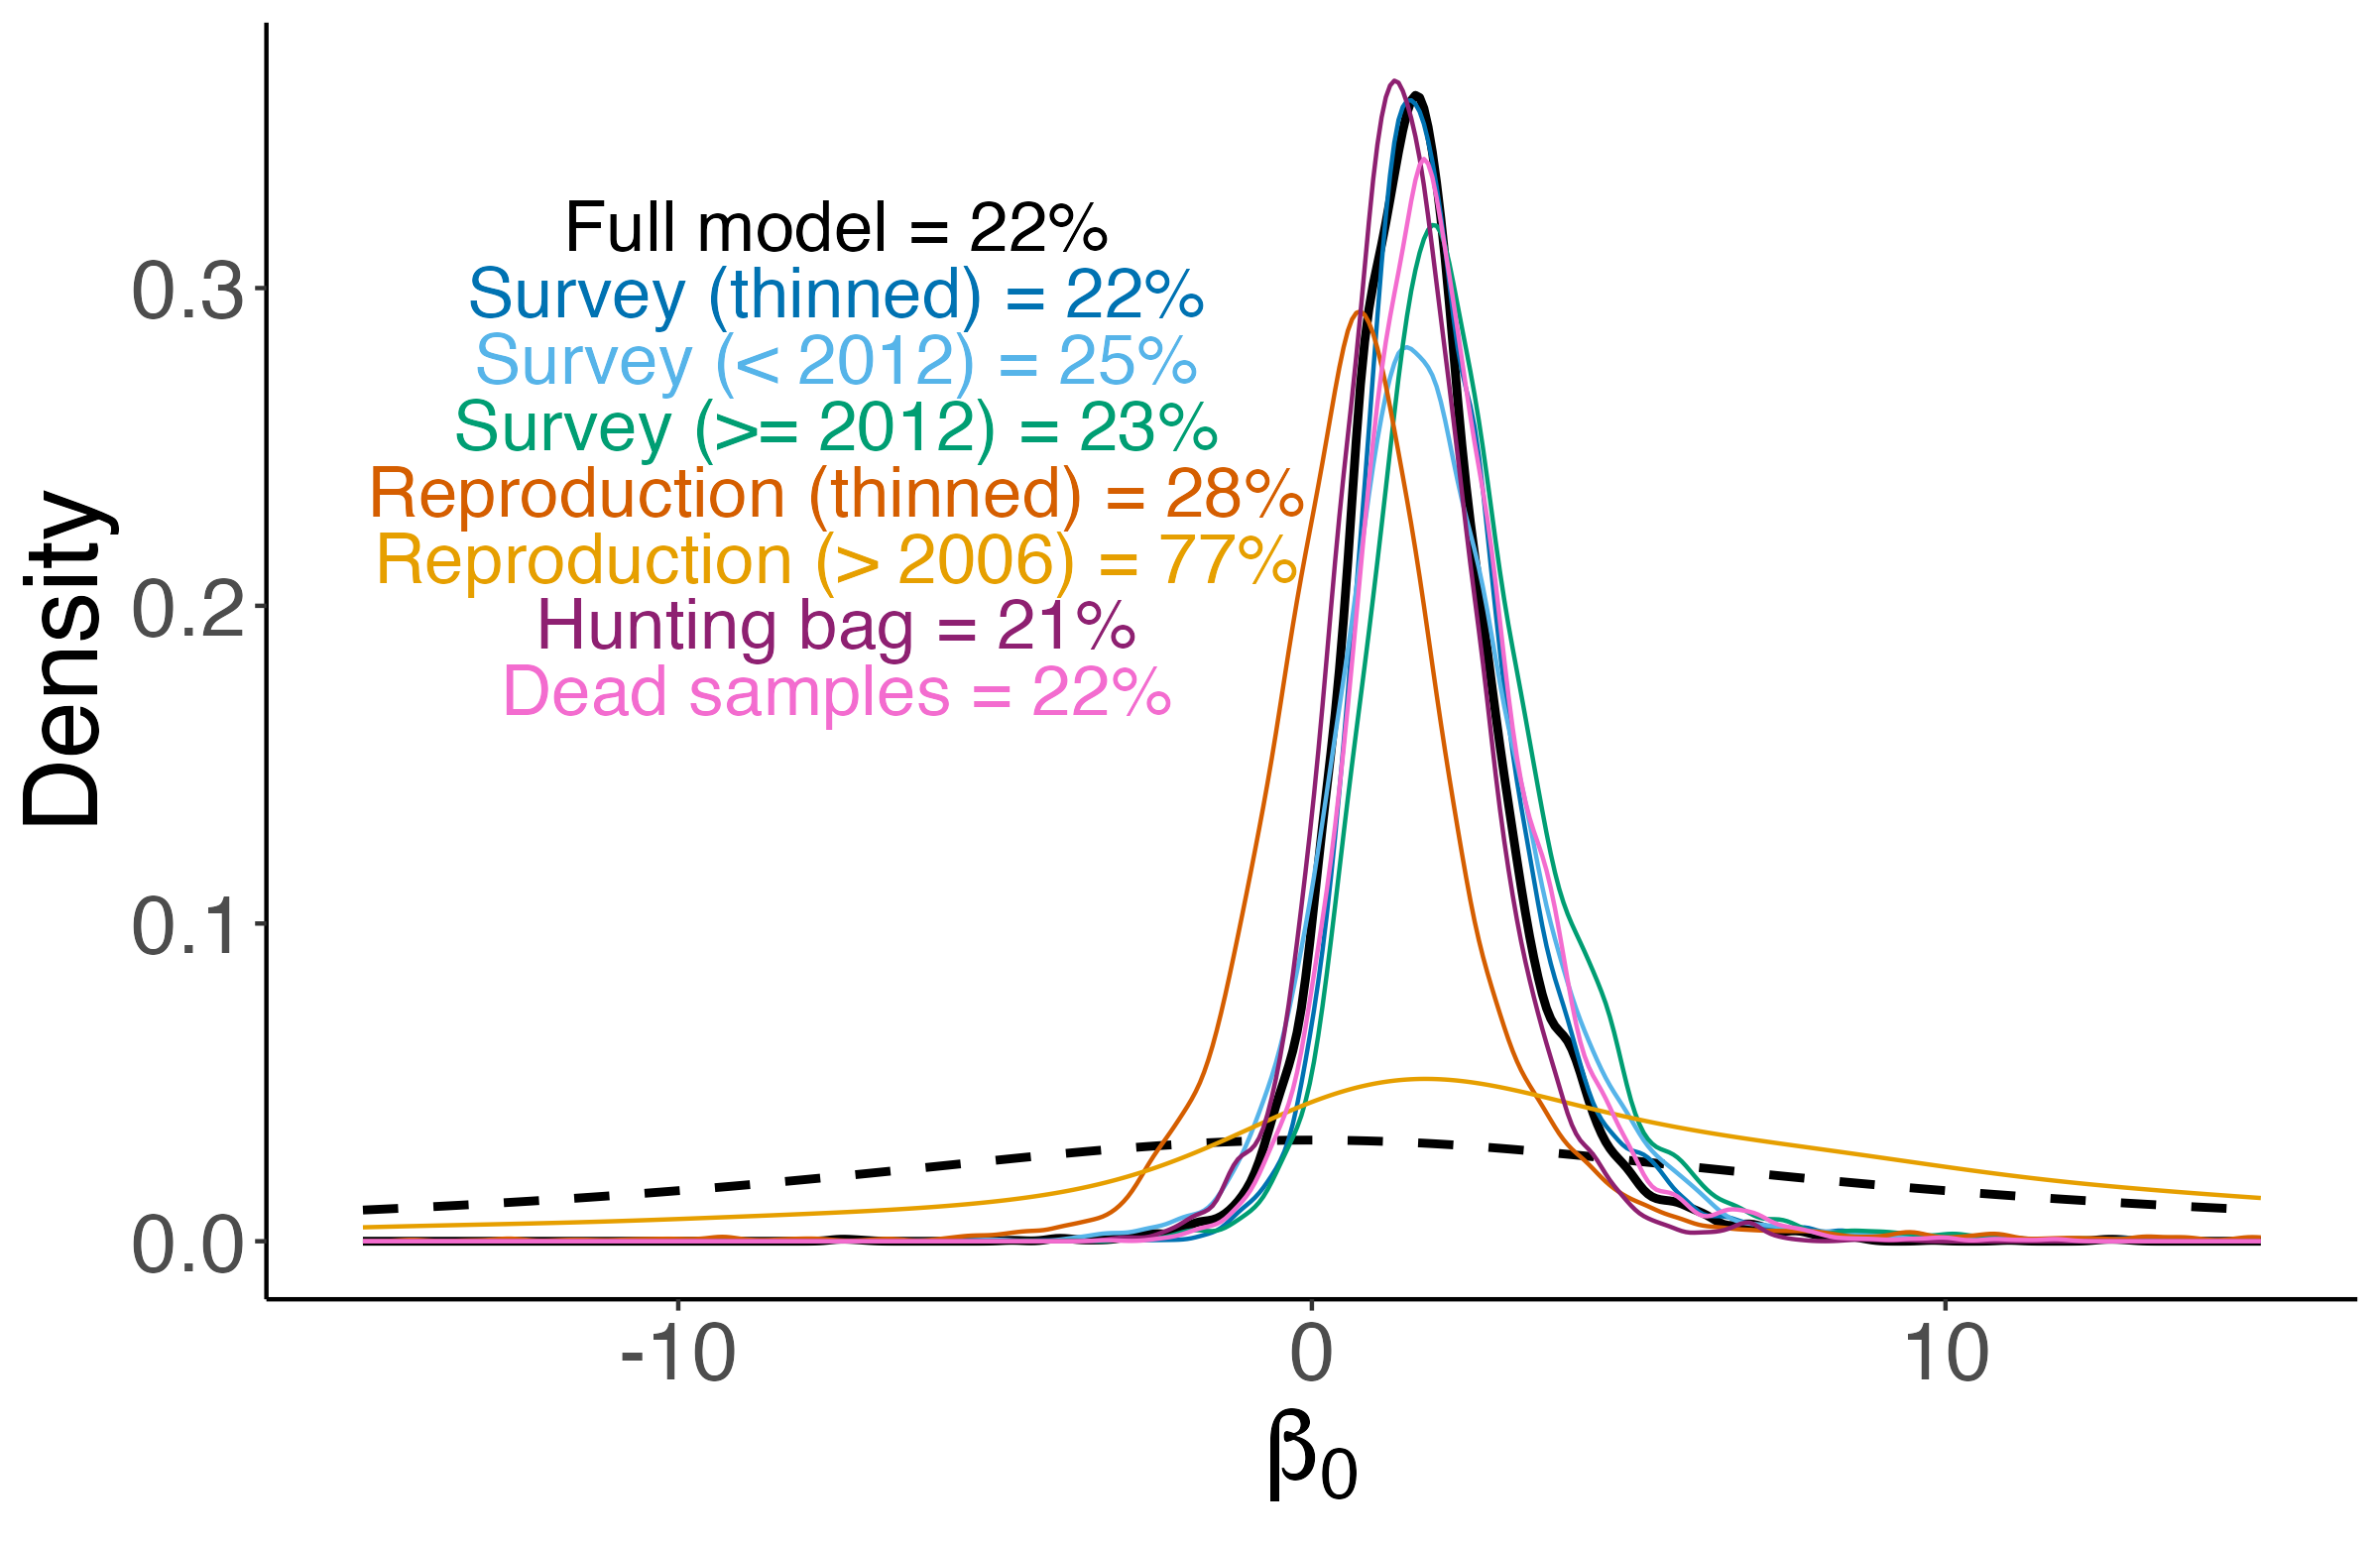 Full model = 22%
Survey (thinned) = 22%
Survey (< 2012) = 25%
Survey (>= 2012) = 23%
Reproduction (thinned) = 28%
Reproduction (> 2006) = 77%
Hunting bag = 21%
Dead samples = 22%
Density
0.3
0.2
0.1
0.0
-10 0 10
β₀